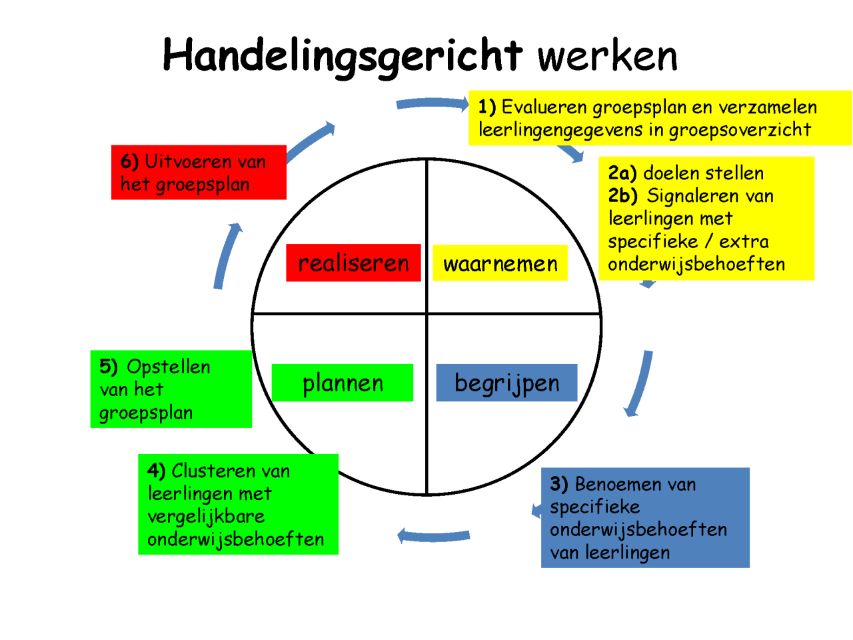 Handelingsgericht werken
1) Evalueren groepsplan en verzamelen
leerlingengegevens in groepsoverzicht
2a) doelen stellen
2b) Signaleren van
leerlingen met
specifieke / extra
onderwijsbehoeften
3) Benoemen van
specifieke
onderwijsbehoeften
van leerlingen
4) Clusteren van
leerlingen met
vergelijkbare
onderwijsbehoeften
5) Opstellen
van het
groepsplan
6) Uitvoeren van
het groepsplan
realiseren
waarnemen
plannen
begrijpen